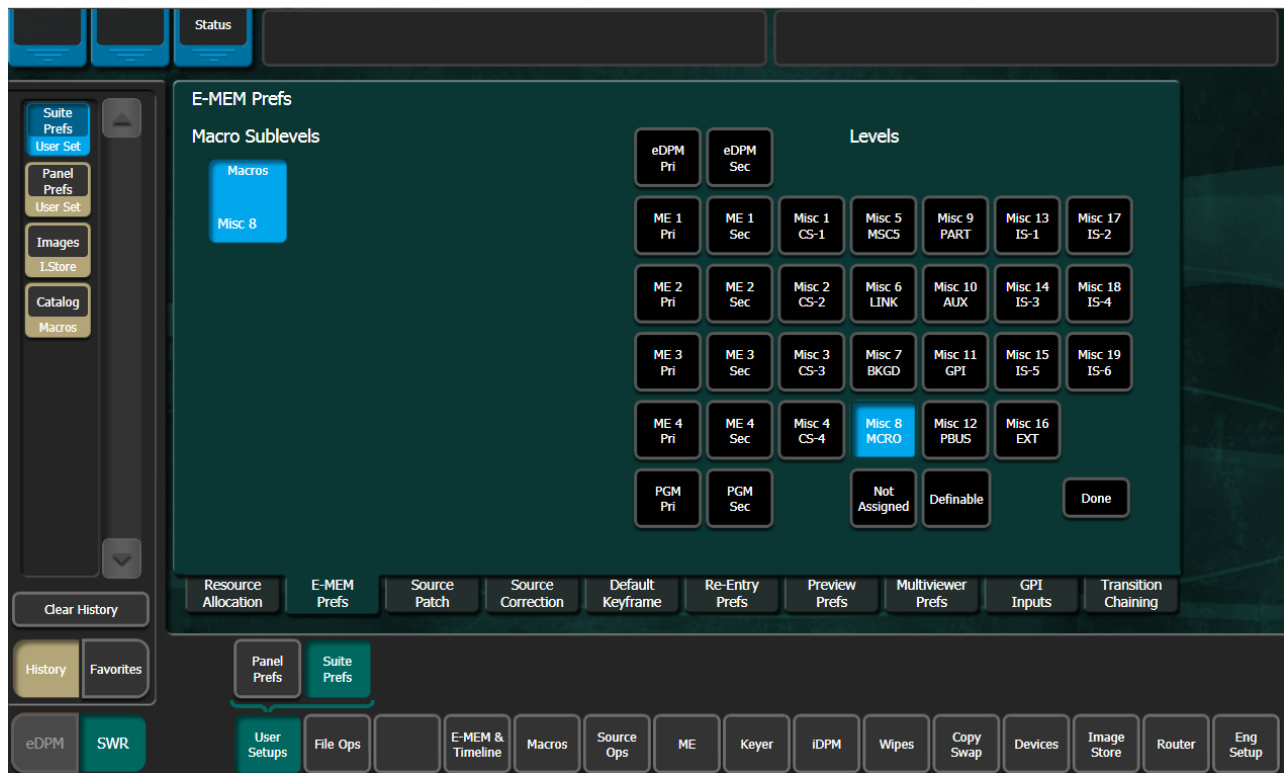 Status
Suite
Prefs
User Set
Panel
Prefs
User Set
Images
I.Store
Catalog
Macros
Clear History
History
Favorites
eDPM
SWR
E-MEM Prefs
Macro Sublevels
Macros
Misc 8
Levels
eDPM
Pri
eDPM
Sec
ME 1
Pri
ME 1
Sec
Misc 1
CS-1
Misc 5
MSC5
Misc 9
PART
Misc 13
IS-1
Misc 17
IS-2
ME 2
Pri
ME 2
Sec
Misc 2
CS-2
Misc 6
LINK
Misc 10
AUX
Misc 14
IS-3
Misc 18
IS-4
ME 3
Pri
ME 3
Sec
Misc 3
CS-3
Misc 7
BKGD
Misc 11
GPI
Misc 15
IS-5
Misc 19
IS-6
ME 4
Pri
ME 4
Sec
Misc 4
CS-4
Misc 8
MCRO
Misc 12
PBUS
Misc 16
EXT
PGM
Pri
PGM
Sec
Not
Assigned
Definable
Done
Resource
Allocation
E-MEM
Prefs
Source
Patch
Source
Correction
Default
Keyframe
Re-Entry
Prefs
Preview
Prefs
Multiviewer
Prefs
GPI
Inputs
Transition
Chaining
Panel
Prefs
Suite
Prefs
User
Setups
File Ops
E-MEM &
Timeline
Macros
Source
Ops
ME
Keyer
iDPM
Wipes
Copy
Swap
Devices
Image
Store
Router
Eng
Setup